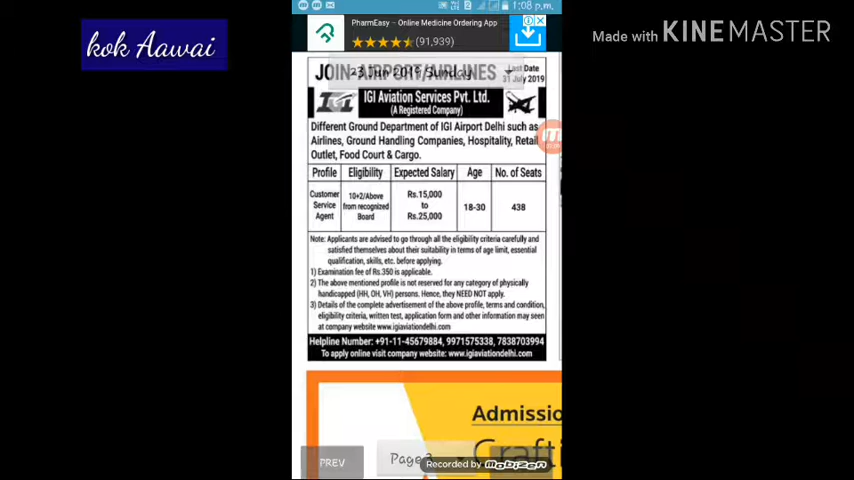 1:08 p.m.
kok Aawai
Made with KINEMASTER
PharmEasy – Online Medicine Ordering App
(91,939)
JOIN AIRPORT/AIRLINES
23 Jun 2019/Sunday
Last Date
31 July 2019
IGI
IGI Aviation Services Pvt. Ltd.
(A Registered Company)
Different Ground Department of IGI Airport Delhi such as
Airlines, Ground Handling Companies, Hospitality, Retail
Outlet, Food Court & Cargo.
Profile Eligibility Expected Salary Age No. of Seats
Customer Service Agent 10+2/Above from recognized Board Rs.15,000 to Rs.25,000 18-30 438
Note: Applicants are advised to go through all the eligibility criteria carefully and
satisfied themselves about their suitability in terms of age limit, essential
qualification, skills, etc. before applying.
1) Examination fee of Rs.350 is applicable.
2) The above mentioned profile is not reserved for any category of physically
handicapped (HH, OH, VH) persons. Hence, they NEED NOT apply.
3) Details of the complete advertisement of the above profile, terms and condition,
eligibility criteria, written test, application form and other information may seen
at company website www.igiaviationdelhi.com
Helpline Number: +91-11-45679884, 9971575338, 7838703994
To apply online visit company website: www.igiaviationdelhi.com
Admissio
Crafti
PREV
Page
Recorded by mobizen